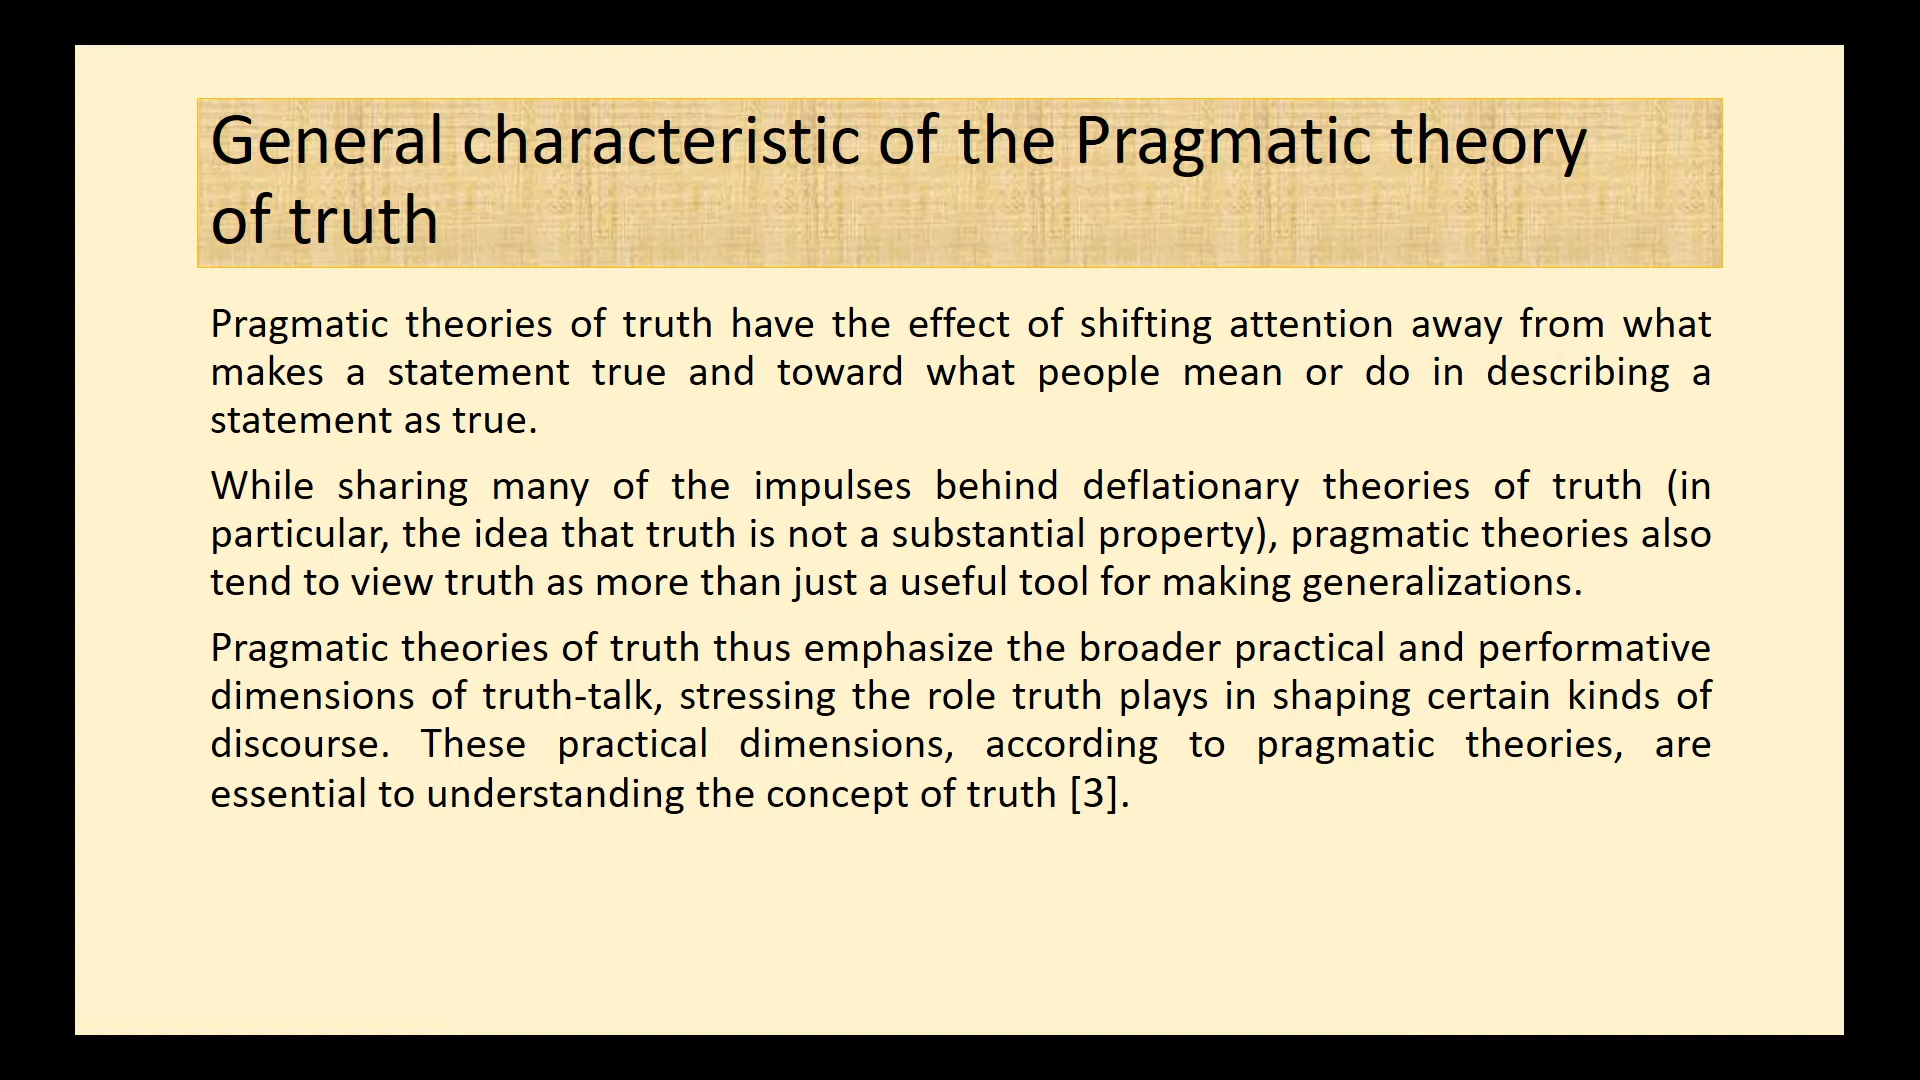 General characteristic of the Pragmatic theory
of truth
Pragmatic theories of truth have the effect of shifting attention away from what
makes a statement true and toward what people mean or do in describing a
statement as true.
While sharing many of the impulses behind deflationary theories of truth (in
particular, the idea that truth is not a substantial property), pragmatic theories also
tend to view truth as more than just a useful tool for making generalizations.
Pragmatic theories of truth thus emphasize the broader practical and performative
dimensions of truth-talk, stressing the role truth plays in shaping certain kinds of
discourse. These practical dimensions, according to pragmatic theories, are
essential to understanding the concept of truth [3].